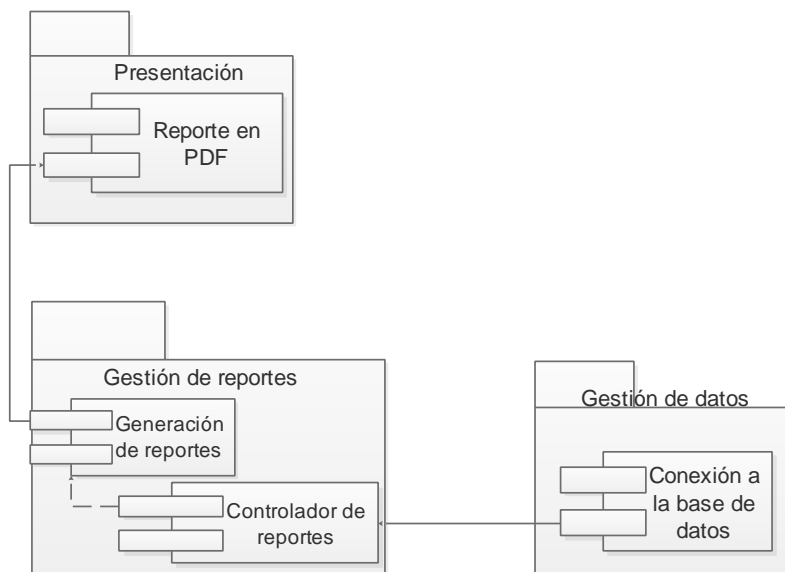 Presentación
Reporte en
PDF
Gestión de reportes
Generación
de reportes
Controlador de
reportes
Gestión de datos
Conexión a
la base de
datos